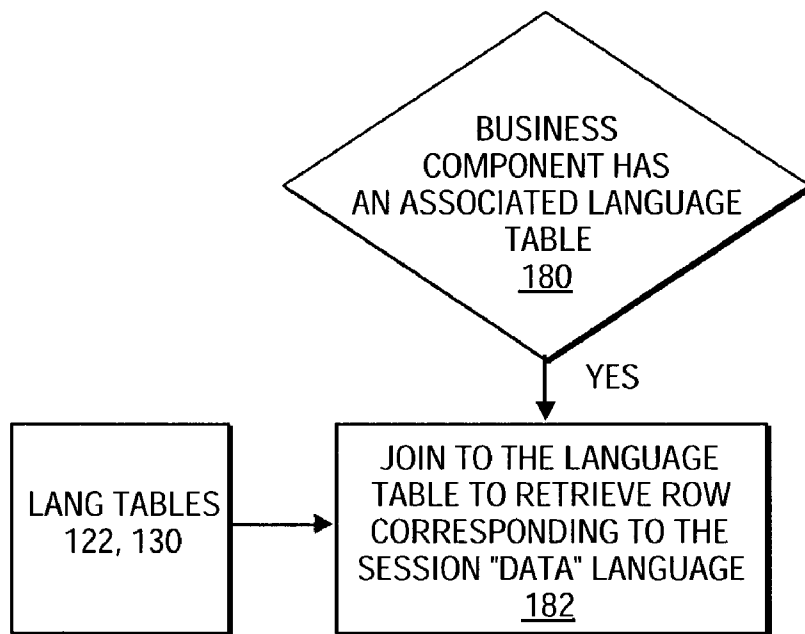 BUSINESS
COMPONENT HAS
AN ASSOCIATED LANGUAGE
TABLE
180
YES
LANG TABLES
122, 130
JOIN TO THE LANGUAGE
TABLE TO RETRIEVE ROW
CORRESPONDING TO THE
SESSION "DATA" LANGUAGE
182